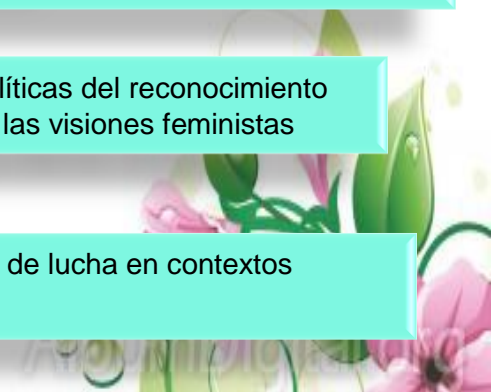 líticas del reconocimiento
las visiones feministas
de lucha en contextos